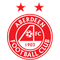 ABERDEEN
AFC
1903
FOOTBALL CLUB